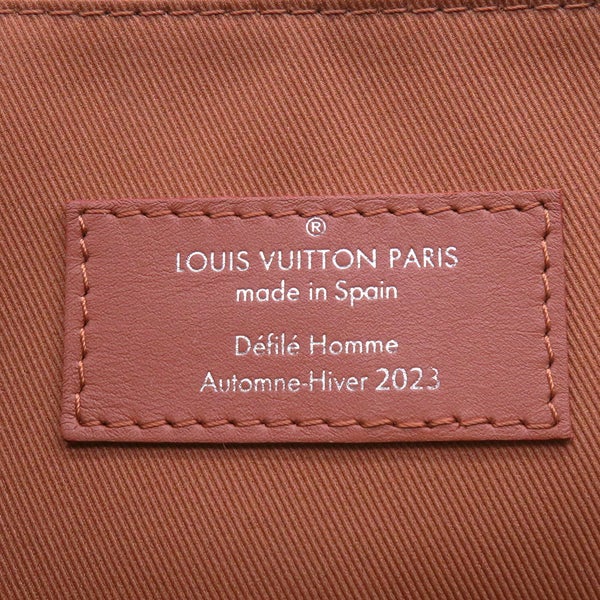 ®
LOUIS VUITTON PARIS
made in Spain
Défilé Homme
Automne-Hiver 2023